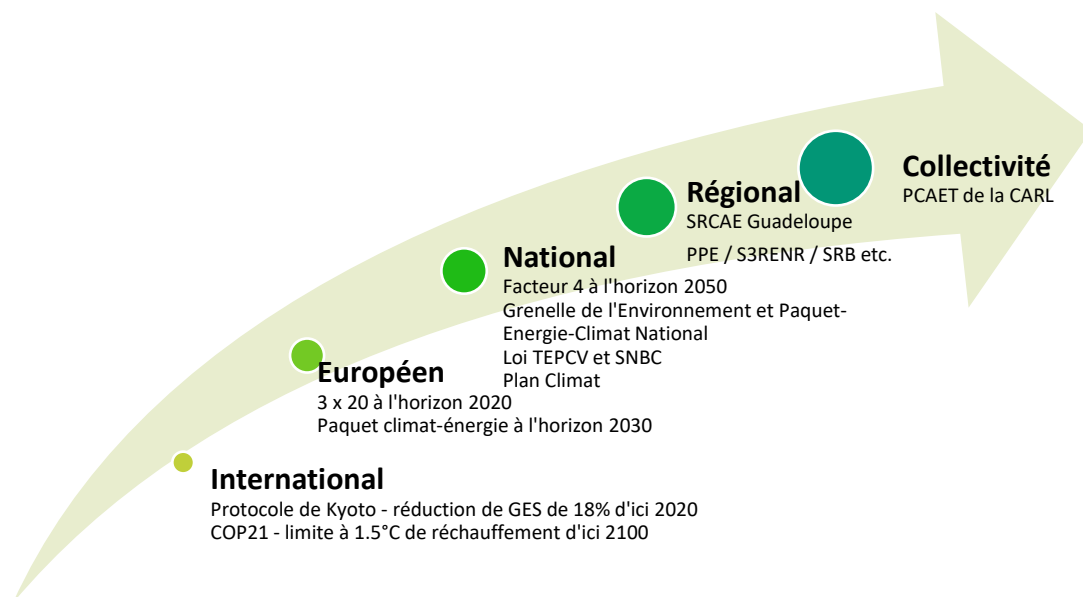 Collectivité
PCAET de la CARL
Régional
SRCAE Guadeloupe
PPE / S3RENR / SRB etc.
National
Facteur 4 à l'horizon 2050
Grenelle de l'Environnement et Paquet-
Energie-Climat National
Loi TEPCV et SNBC
Plan Climat
Européen
3 x 20 à l'horizon 2020
Paquet climat-énergie à l'horizon 2030
International
Protocole de Kyoto - réduction de GES de 18% d'ici 2020
COP21 - limite à 1.5°C de réchauffement d'ici 2100